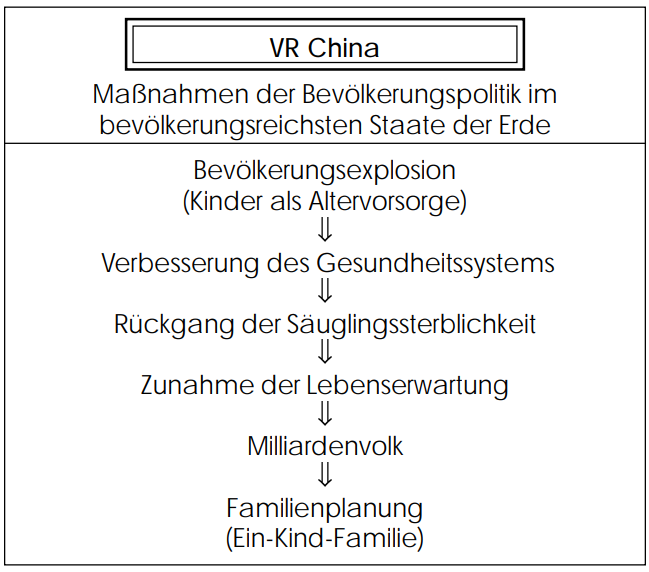 VR China
Maßnahmen der Bevölkerungspolitik im
bevölkerungsreichsten Staate der Erde
Bevölkerungsexplosion
(Kinder als Altervorsorge)
⇓
Verbesserung des Gesundheitssystems
⇓
Rückgang der Säuglingssterblichkeit
⇓
Zunahme der Lebenserwartung
⇓
Milliardenvolk
⇓
Familienplanung
(Ein-Kind-Familie)